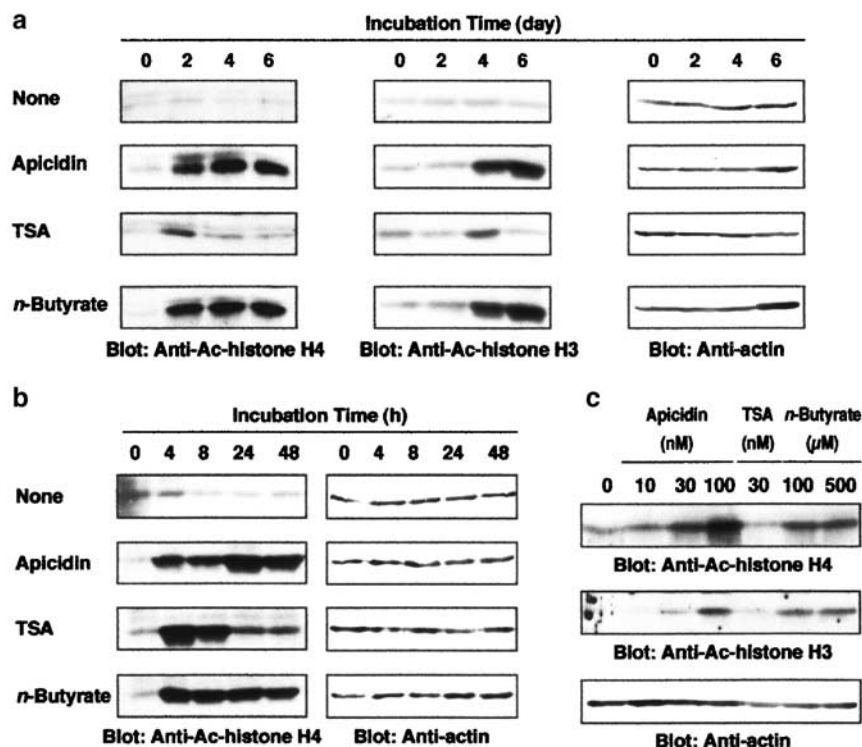 a
Incubation Time (day)
0 2 4 6 0 2 4 6 0 2 4 6
None
Apicidin
TSA
n-Butyrate
Blot: Anti-Ac-histone H4 Blot: Anti-Ac-histone H3 Blot: Anti-actin
b
Incubation Time (h)
0 4 8 24 48 0 4 8 24 48
None
Apicidin
TSA
n-Butyrate
Blot: Anti-Ac-histone H4 Blot: Anti-actin
c
Apicidin TSA n-Butyrate
(nM) (nM) (µM)
0 10 30 100 30 100 500
Blot: Anti-Ac-histone H4
Blot: Anti-Ac-histone H3
Blot: Anti-actin